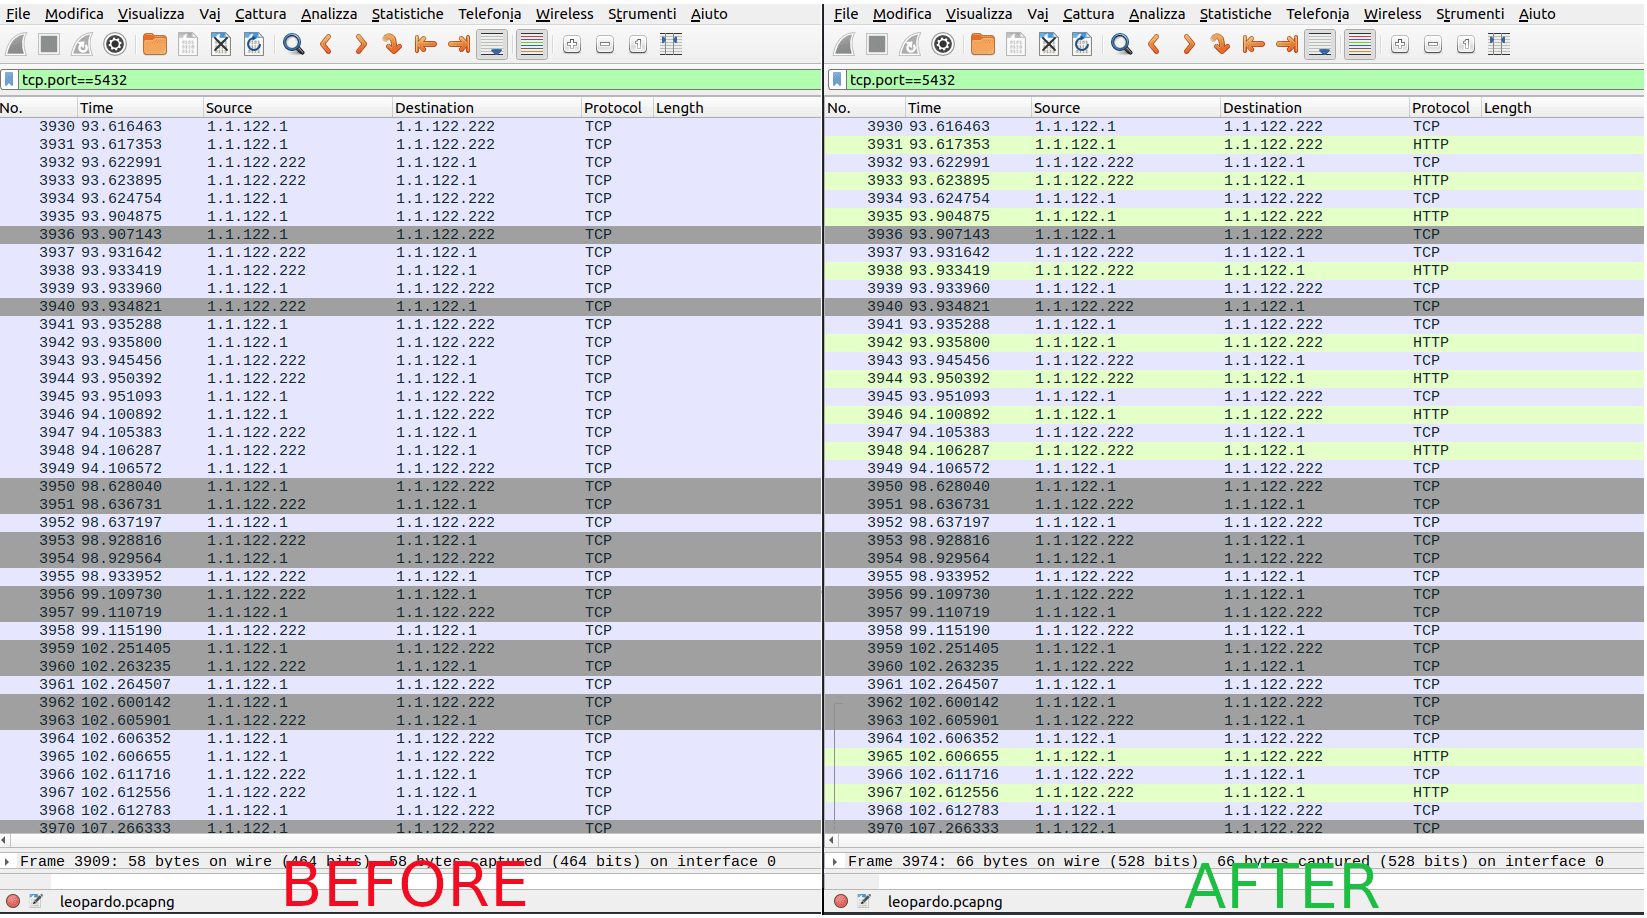 File Modifica Visualizza Vai Cattura Analizza Statistiche Telefonia Wireless Strumenti Aiuto
tcp.port==5432
No. Time Source Destination Protocol Length
3930 93.616463 1.1.122.1 1.1.122.222 TCP
3931 93.617353 1.1.122.1 1.1.122.222 TCP
3932 93.622991 1.1.122.222 1.1.122.1 TCP
3933 93.623895 1.1.122.222 1.1.122.1 TCP
3934 93.624754 1.1.122.1 1.1.122.222 TCP
3935 93.904875 1.1.122.1 1.1.122.222 TCP
3936 93.907143 1.1.122.1 1.1.122.222 TCP
3937 93.931642 1.1.122.222 1.1.122.1 TCP
3938 93.933419 1.1.122.222 1.1.122.1 TCP
3939 93.933960 1.1.122.1 1.1.122.222 TCP
3940 93.934821 1.1.122.222 1.1.122.1 TCP
3941 93.935288 1.1.122.1 1.1.122.222 TCP
3942 93.935800 1.1.122.1 1.1.122.222 TCP
3943 93.945456 1.1.122.222 1.1.122.1 TCP
3944 93.950392 1.1.122.222 1.1.122.1 TCP
3945 93.951093 1.1.122.1 1.1.122.222 TCP
3946 94.100892 1.1.122.1 1.1.122.222 TCP
3947 94.105383 1.1.122.222 1.1.122.1 TCP
3948 94.106287 1.1.122.222 1.1.122.1 TCP
3949 94.106572 1.1.122.1 1.1.122.222 TCP
3950 98.628040 1.1.122.1 1.1.122.222 TCP
3951 98.636731 1.1.122.222 1.1.122.1 TCP
3952 98.637197 1.1.122.1 1.1.122.222 TCP
3953 98.928816 1.1.122.222 1.1.122.1 TCP
3954 98.929564 1.1.122.1 1.1.122.222 TCP
3955 98.933952 1.1.122.222 1.1.122.1 TCP
3956 99.109730 1.1.122.222 1.1.122.1 TCP
3957 99.110719 1.1.122.1 1.1.122.222 TCP
3958 99.115190 1.1.122.222 1.1.122.1 TCP
3959 102.251405 1.1.122.1 1.1.122.222 TCP
3960 102.263235 1.1.122.222 1.1.122.1 TCP
3961 102.264507 1.1.122.1 1.1.122.222 TCP
3962 102.600142 1.1.122.1 1.1.122.222 TCP
3963 102.605901 1.1.122.222 1.1.122.1 TCP
3964 102.606352 1.1.122.1 1.1.122.222 TCP
3965 102.606655 1.1.122.1 1.1.122.222 TCP
3966 102.611716 1.1.122.222 1.1.122.1 TCP
3967 102.612556 1.1.122.222 1.1.122.1 TCP
3968 102.612783 1.1.122.1 1.1.122.222 TCP
3970 107.266333 1.1.122.1 1.1.122.222 TCP
Frame 3909: 58 bytes on wire (464 bits), 58 bytes captured (464 bits) on interface 0
BEFORE
leopardo.pcapng
File Modifica Visualizza Vai Cattura Analizza Statistiche Telefonia Wireless Strumenti Aiuto
tcp.port==5432
No. Time Source Destination Protocol Length
3930 93.616463 1.1.122.1 1.1.122.222 TCP
3931 93.617353 1.1.122.1 1.1.122.222 HTTP
3932 93.622991 1.1.122.222 1.1.122.1 TCP
3933 93.623895 1.1.122.222 1.1.122.1 HTTP
3934 93.624754 1.1.122.1 1.1.122.222 TCP
3935 93.904875 1.1.122.1 1.1.122.222 HTTP
3936 93.907143 1.1.122.1 1.1.122.222 TCP
3937 93.931642 1.1.122.222 1.1.122.1 TCP
3938 93.933419 1.1.122.222 1.1.122.1 HTTP
3939 93.933960 1.1.122.1 1.1.122.222 TCP
3940 93.934821 1.1.122.222 1.1.122.1 TCP
3941 93.935288 1.1.122.1 1.1.122.222 TCP
3942 93.935800 1.1.122.1 1.1.122.222 HTTP
3943 93.945456 1.1.122.222 1.1.122.1 TCP
3944 93.950392 1.1.122.222 1.1.122.1 HTTP
3945 93.951093 1.1.122.1 1.1.122.222 TCP
3946 94.100892 1.1.122.1 1.1.122.222 HTTP
3947 94.105383 1.1.122.222 1.1.122.1 TCP
3948 94.106287 1.1.122.222 1.1.122.1 HTTP
3949 94.106572 1.1.122.1 1.1.122.222 TCP
3950 98.628040 1.1.122.1 1.1.122.222 TCP
3951 98.636731 1.1.122.222 1.1.122.1 TCP
3952 98.637197 1.1.122.1 1.1.122.222 TCP
3953 98.928816 1.1.122.222 1.1.122.1 TCP
3954 98.929564 1.1.122.1 1.1.122.222 TCP
3955 98.933952 1.1.122.222 1.1.122.1 TCP
3956 99.109730 1.1.122.222 1.1.122.1 TCP
3957 99.110719 1.1.122.1 1.1.122.222 TCP
3958 99.115190 1.1.122.222 1.1.122.1 TCP
3959 102.251405 1.1.122.1 1.1.122.222 TCP
3960 102.263235 1.1.122.222 1.1.122.1 TCP
3961 102.264507 1.1.122.1 1.1.122.222 TCP
3962 102.600142 1.1.122.1 1.1.122.222 TCP
3963 102.605901 1.1.122.222 1.1.122.1 TCP
3964 102.606352 1.1.122.1 1.1.122.222 TCP
3965 102.606655 1.1.122.1 1.1.122.222 HTTP
3966 102.611716 1.1.122.222 1.1.122.1 TCP
3967 102.612556 1.1.122.222 1.1.122.1 HTTP
3968 102.612783 1.1.122.1 1.1.122.222 TCP
3970 107.266333 1.1.122.1 1.1.122.222 TCP
Frame 3974: 66 bytes on wire (528 bits), 66 bytes captured (528 bits) on interface 0
AFTER
leopardo.pcapng